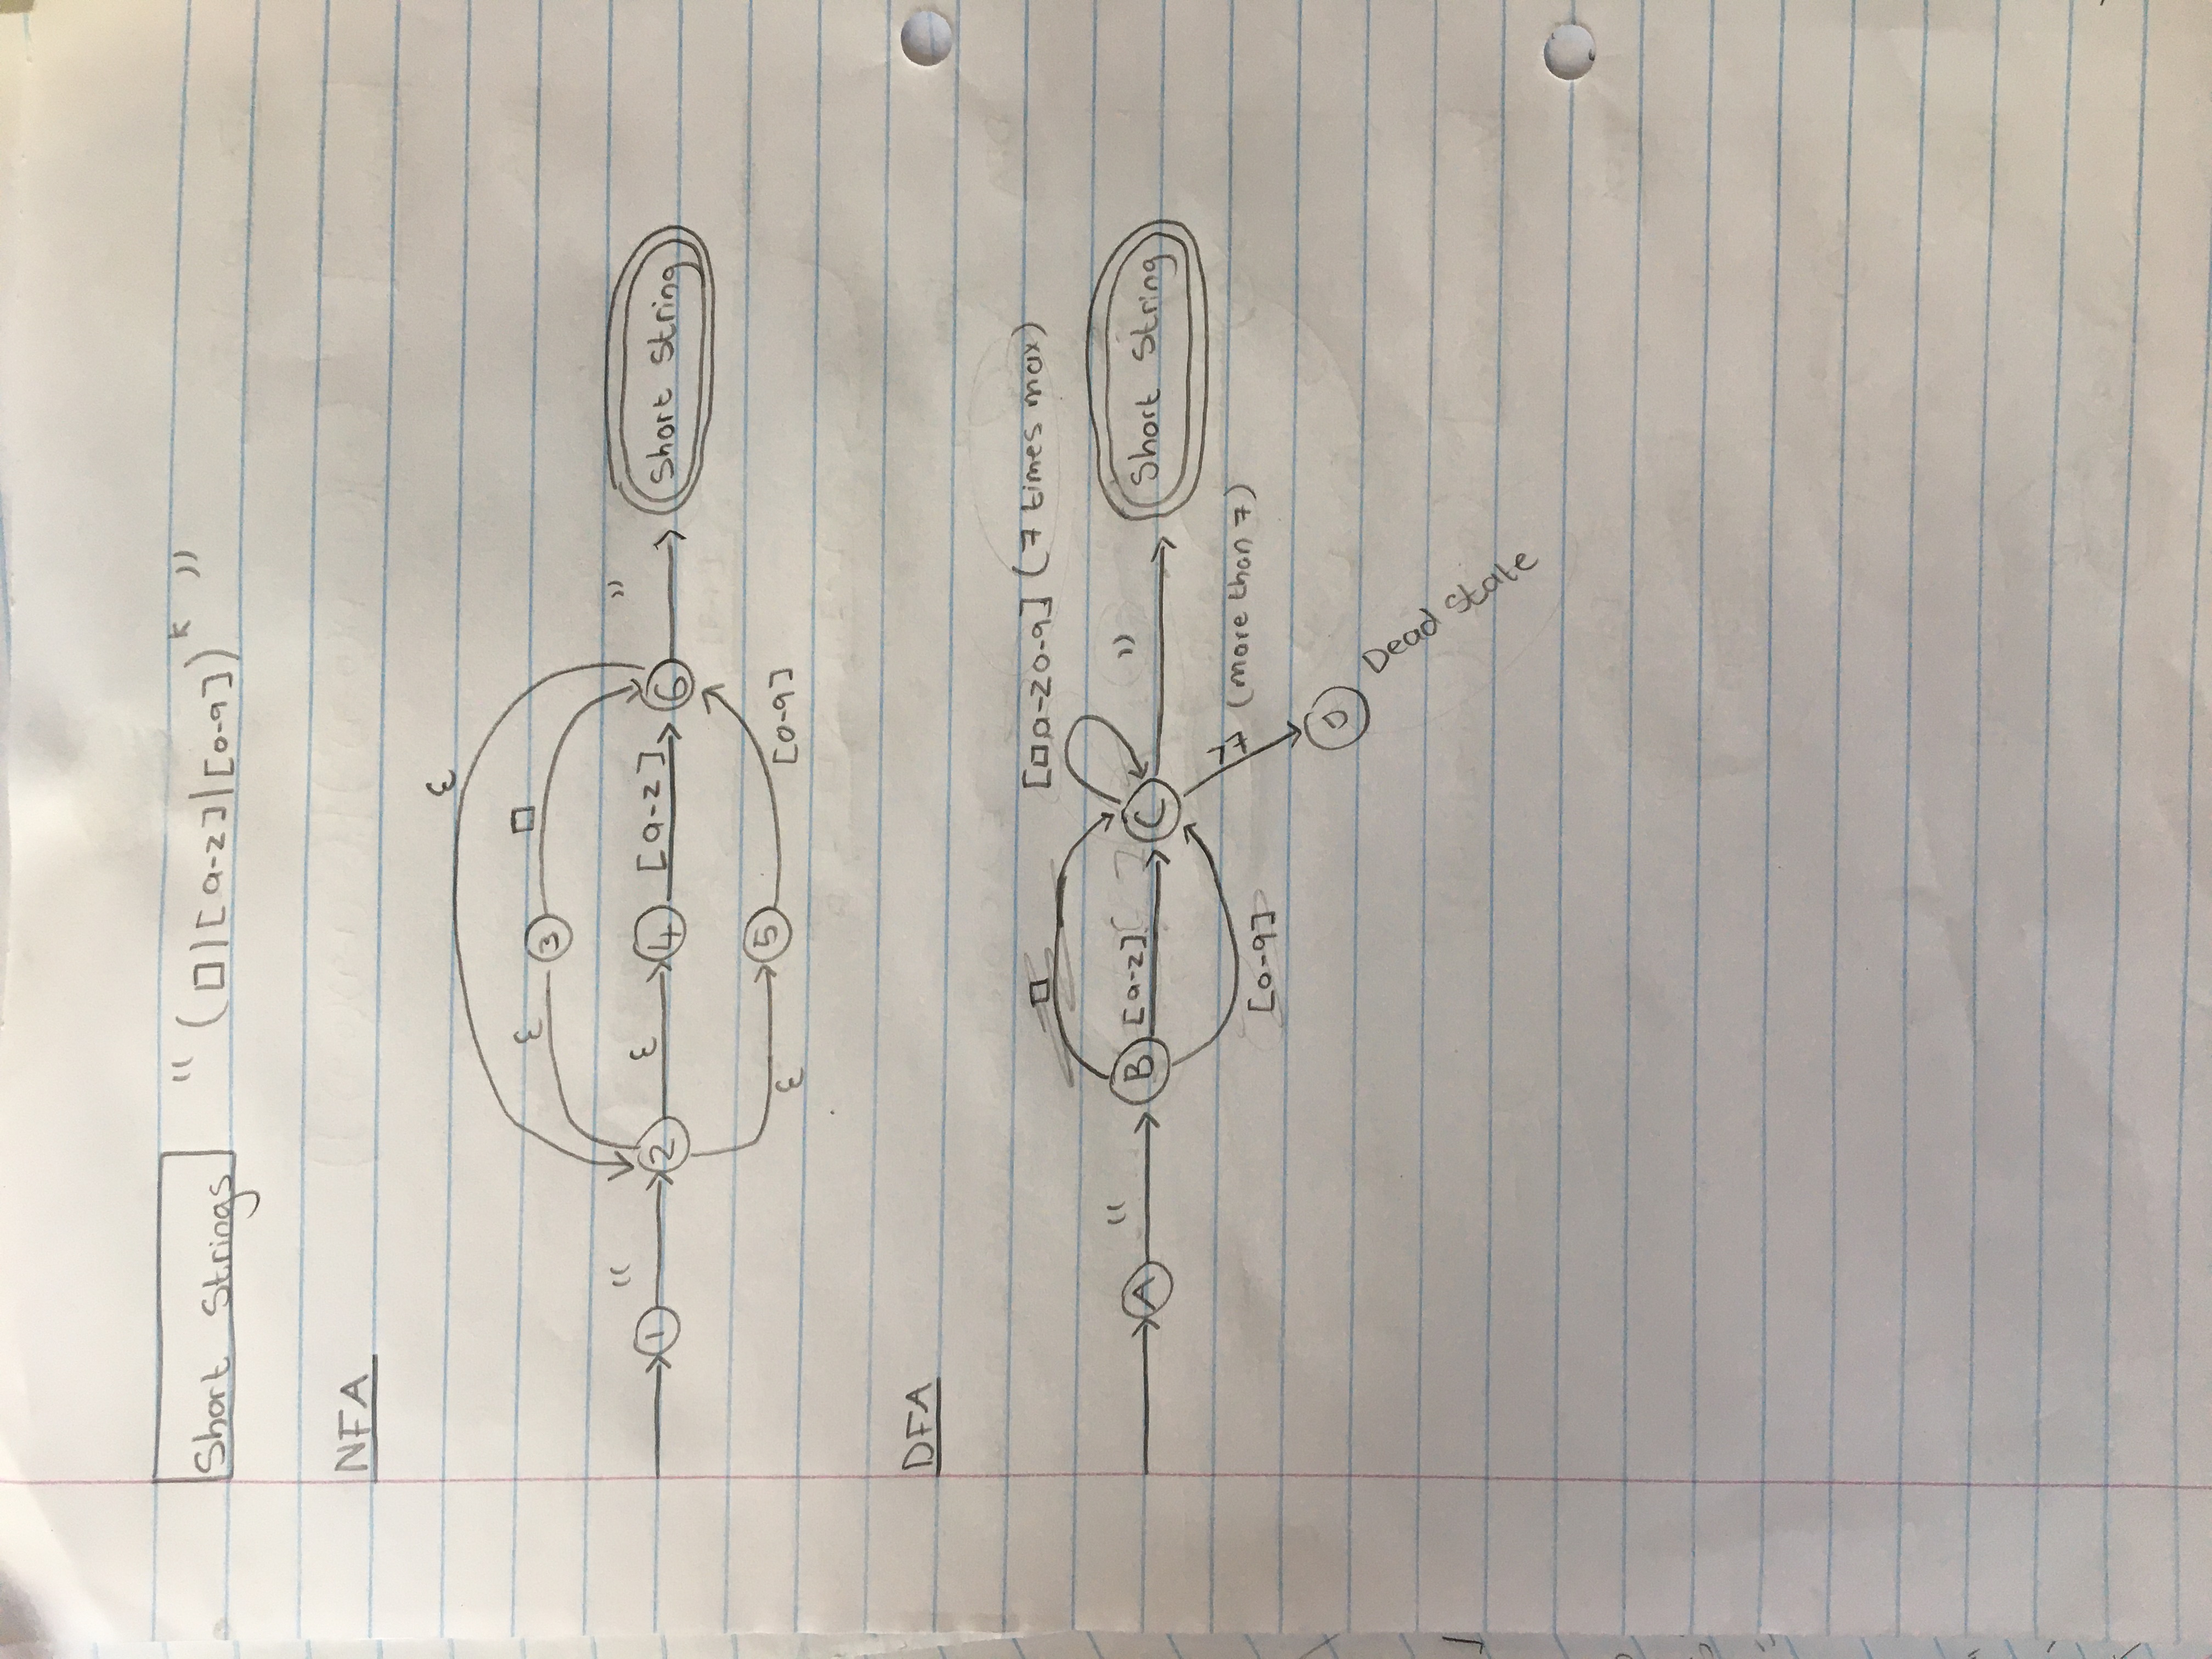 Short Strings “ (□|[a-z]|[0-9])* ”
NFA
ε
ε 3 □
1 “ 2 ε 4 [a-z] 6 ” Short String
ε 5 [0-9]
DFA
□ [□a-z0-9] (7 times max)
A “ B [a-z] C ” Short String
[0-9] >7 (more than 7)
D
Dead State